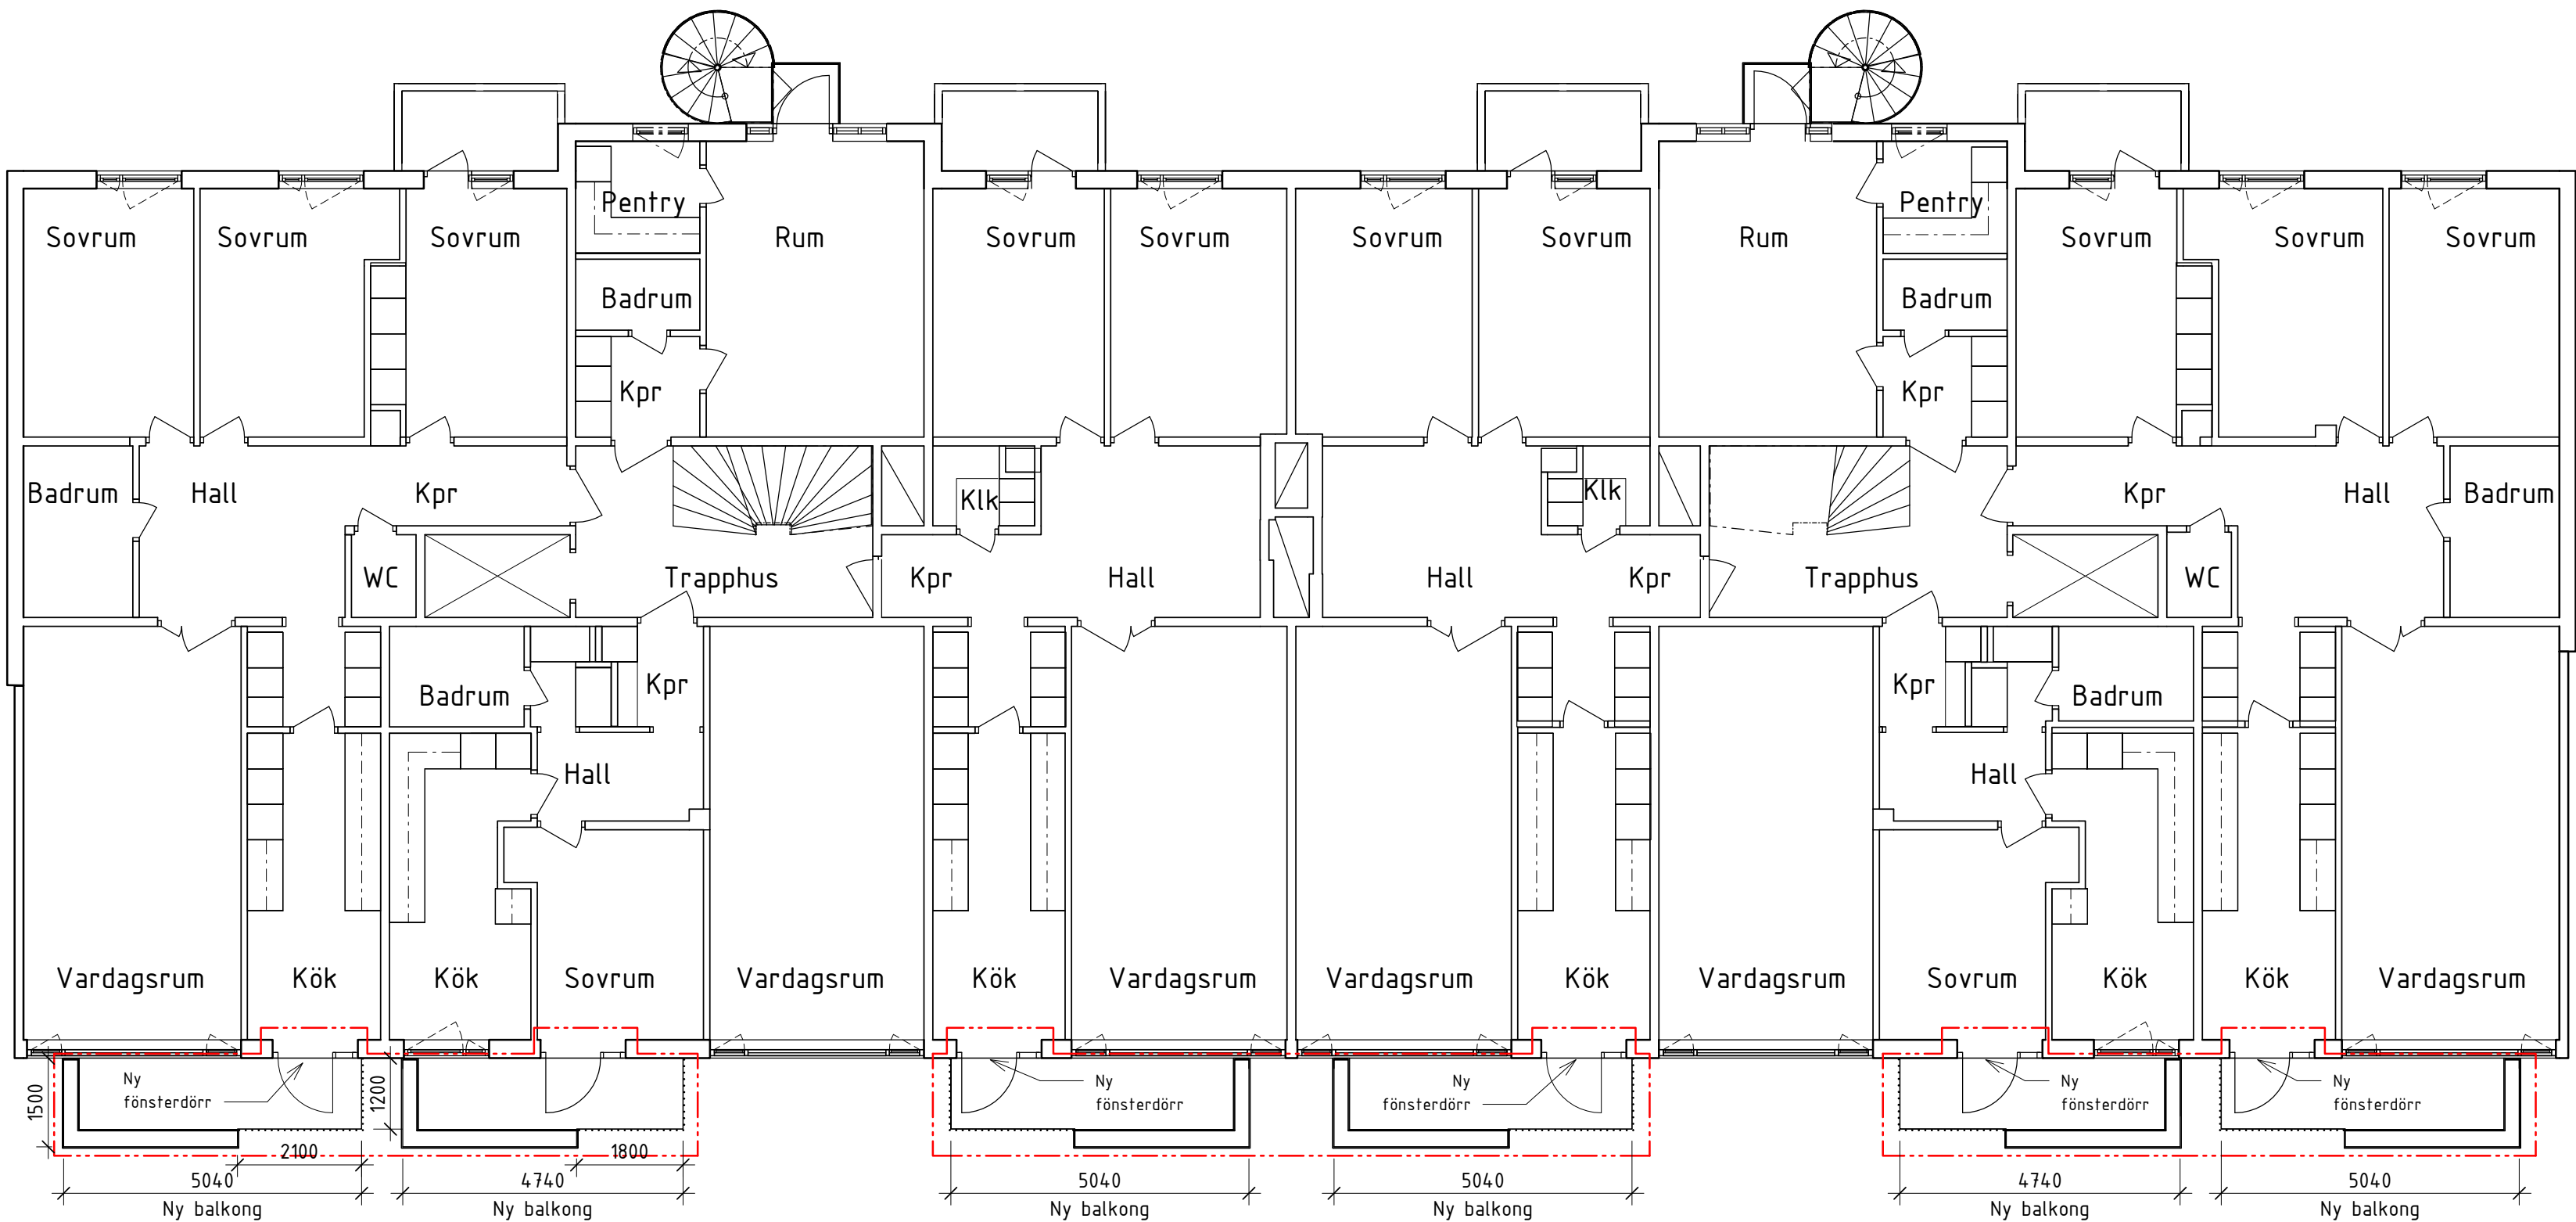 Pentry
Pentry
Sovrum Sovrum Sovrum Rum Sovrum Sovrum Sovrum Sovrum Rum Sovrum Sovrum Sovrum
Badrum Badrum
Kpr Kpr
Badrum Hall Kpr Klk Klk Kpr Hall Badrum
WC Trapphus Kpr Hall Hall Kpr Trapphus WC
Badrum Kpr Kpr Badrum
Hall Hall
Vardagsrum Kök Kök Sovrum Vardagsrum Kök Vardagsrum Vardagsrum Kök Vardagsrum Sovrum Kök Kök Vardagsrum
1500 1200
Ny
fönsterdörr
Ny
fönsterdörr
Ny
fönsterdörr
Ny
fönsterdörr
Ny
fönsterdörr
2100 1800
5040 4740 5040 5040 4740 5040
Ny balkong Ny balkong Ny balkong Ny balkong Ny balkong Ny balkong